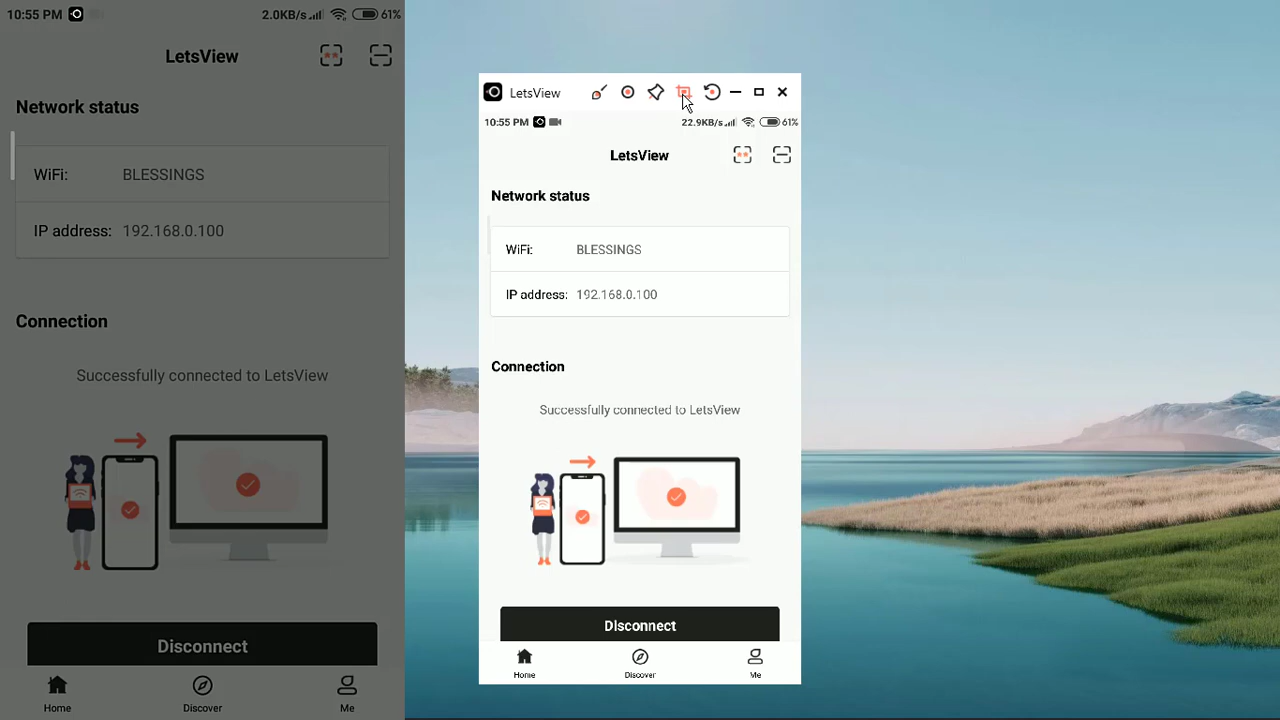 10:55 PM
2.0KB/s
61%
LetsView
Network status
WiFi: BLESSINGS
IP address: 192.168.0.100
Connection
Successfully connected to LetsView
Disconnect
Home
Discover
Me
LetsView
10:55 PM
22.9KB/s
61%
LetsView
Network status
WiFi: BLESSINGS
IP address: 192.168.0.100
Connection
Successfully connected to LetsView
Disconnect
Home
Discover
Me